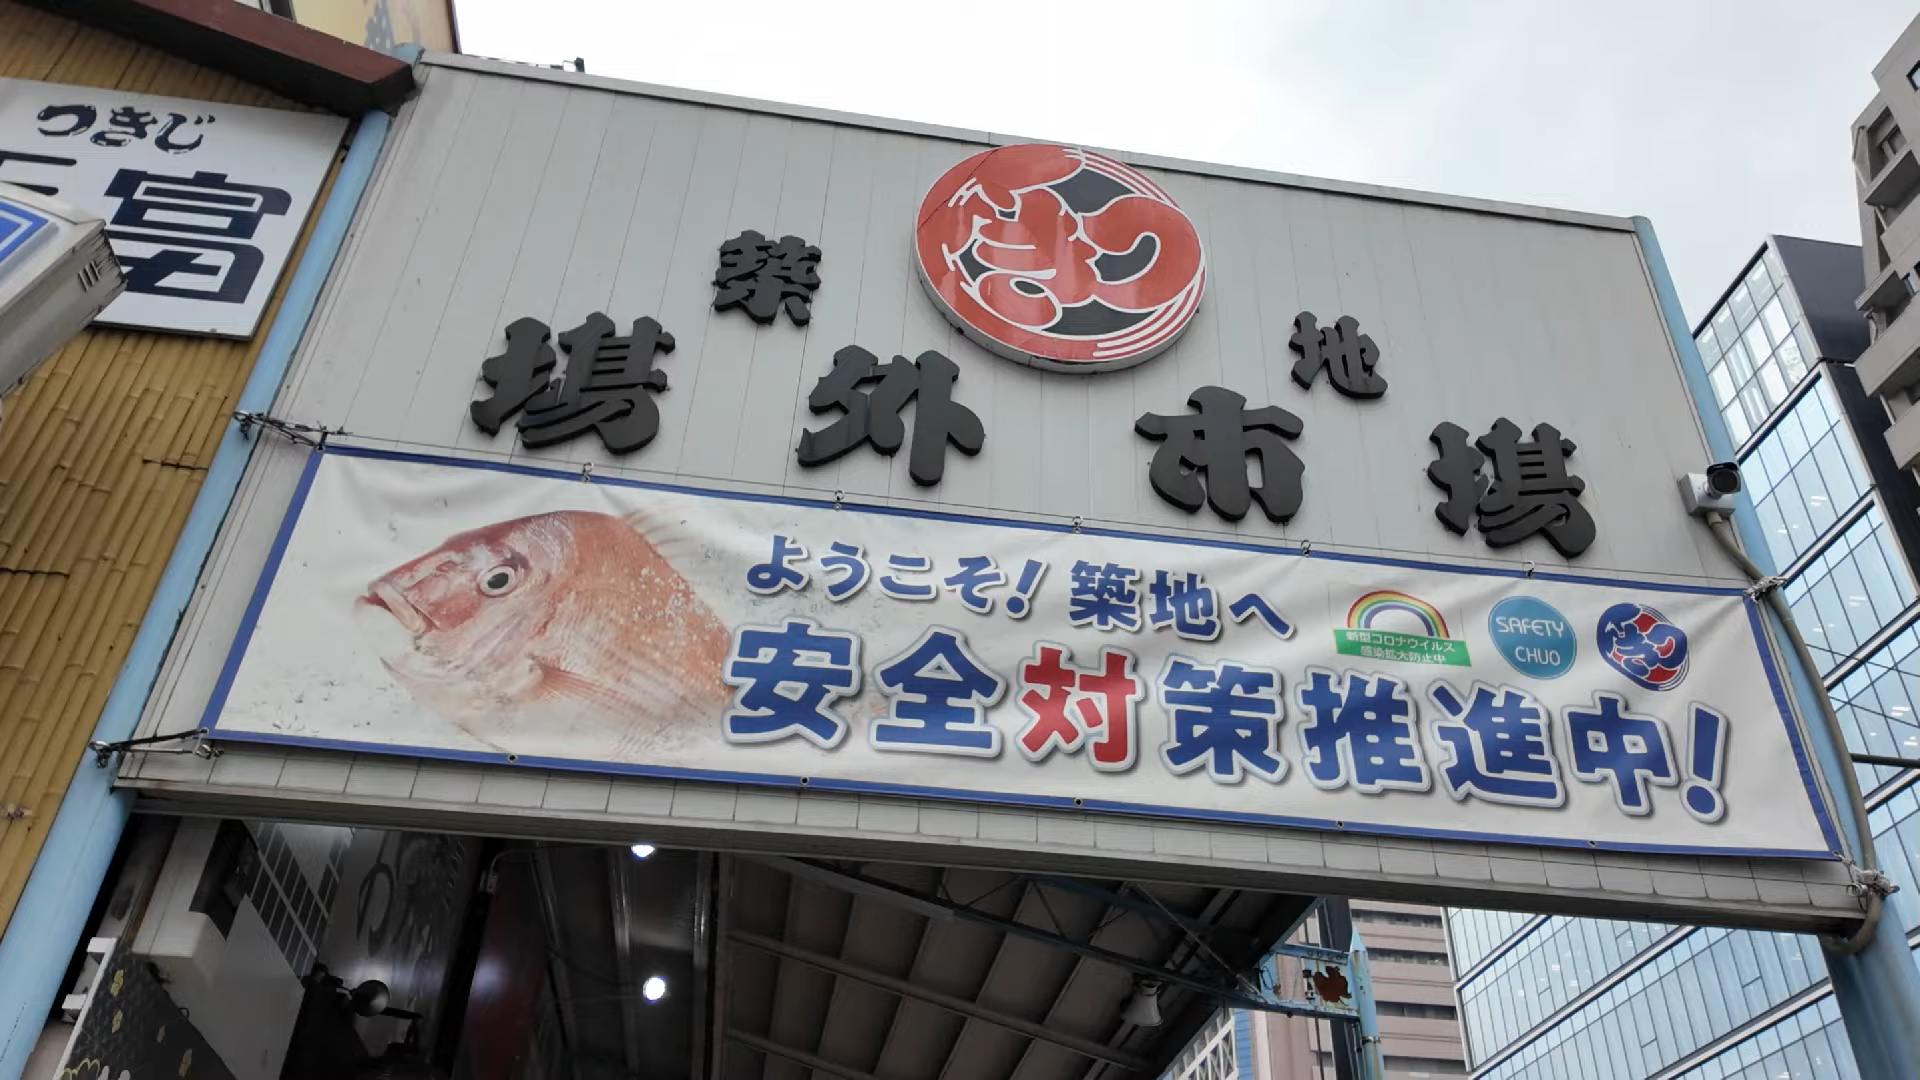 つきじ
富
築地
場外市場
ようこそ!築地へ
安全対策推進中!
新型コロナウイルス
感染拡大防止中
SAFETY
CHUO